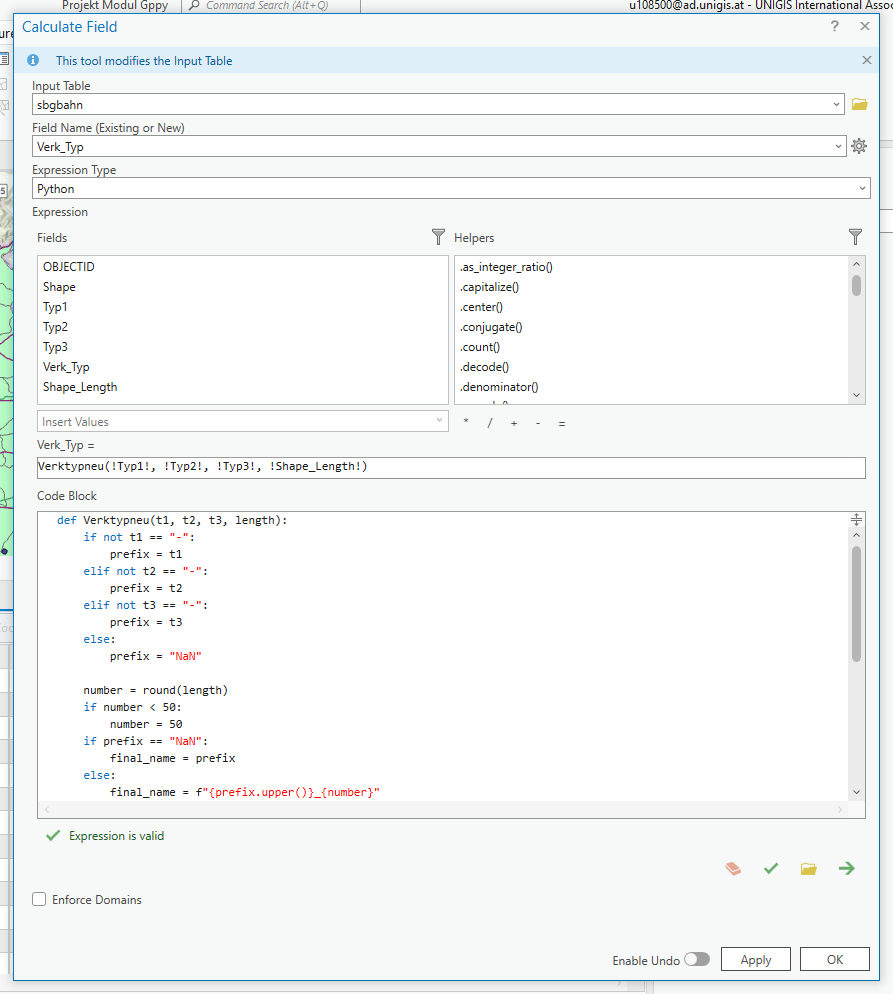 Projekt Modul Gppy
Command Search (Alt+Q)
u108500@ad.unigis.at - UNIGIS International Assoc
Calculate Field
?
This tool modifies the Input Table
Input Table
sbgbahn
Field Name (Existing or New)
Verk_Typ
Expression Type
Python
Expression
Fields
Helpers
OBJECTID
Shape
Typ1
Typ2
Typ3
Verk_Typ
Shape_Length
.as_integer_ratio()
.capitalize()
.center()
.conjugate()
.count()
.decode()
.denominator()
Insert Values
* / + - =
Verk_Typ =
Verktypneu(!Typ1!, !Typ2!, !Typ3!, !Shape_Length!)
Code Block
def Verktypneu(t1, t2, t3, length):
    if not t1 == "-":
        prefix = t1
    elif not t2 == "-":
        prefix = t2
    elif not t3 == "-":
        prefix = t3
    else:
        prefix = "NaN"
    number = round(length)
    if number < 50:
        number = 50
    if prefix == "NaN":
        final_name = prefix
    else:
        final_name = f"{prefix.upper()}_{number}"
Expression is valid
Enforce Domains
Enable Undo
Apply
OK